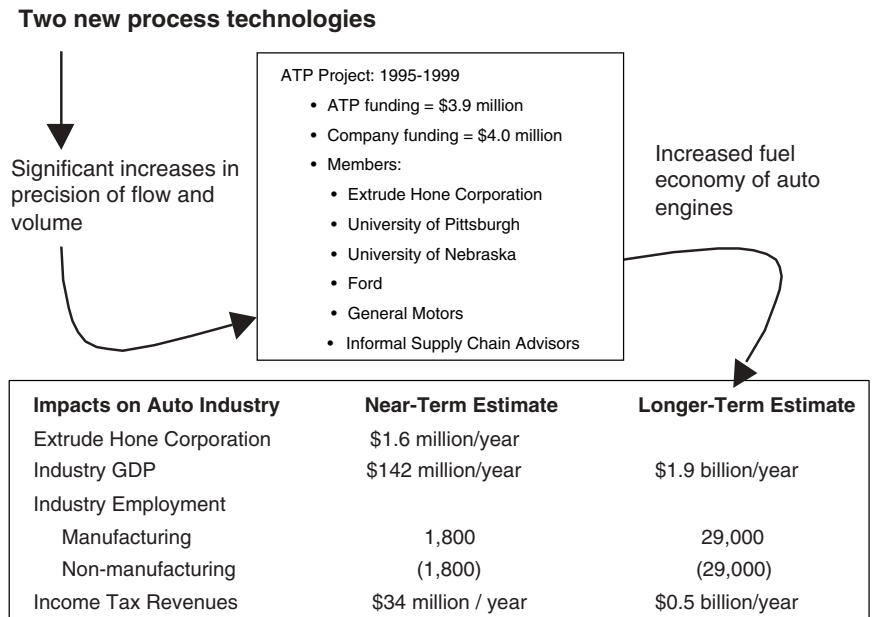 Two new process technologies
Significant increases in
precision of flow and
volume
ATP Project: 1995-1999
• ATP funding = $3.9 million
• Company funding = $4.0 million
• Members:
• Extrude Hone Corporation
• University of Pittsburgh
• University of Nebraska
• Ford
• General Motors
• Informal Supply Chain Advisors
Increased fuel
economy of auto
engines
Impacts on Auto Industry Near-Term Estimate Longer-Term Estimate
Extrude Hone Corporation $1.6 million/year
Industry GDP $142 million/year $1.9 billion/year
Industry Employment
Manufacturing 1,800 29,000
Non-manufacturing (1,800) (29,000)
Income Tax Revenues $34 million / year $0.5 billion/year